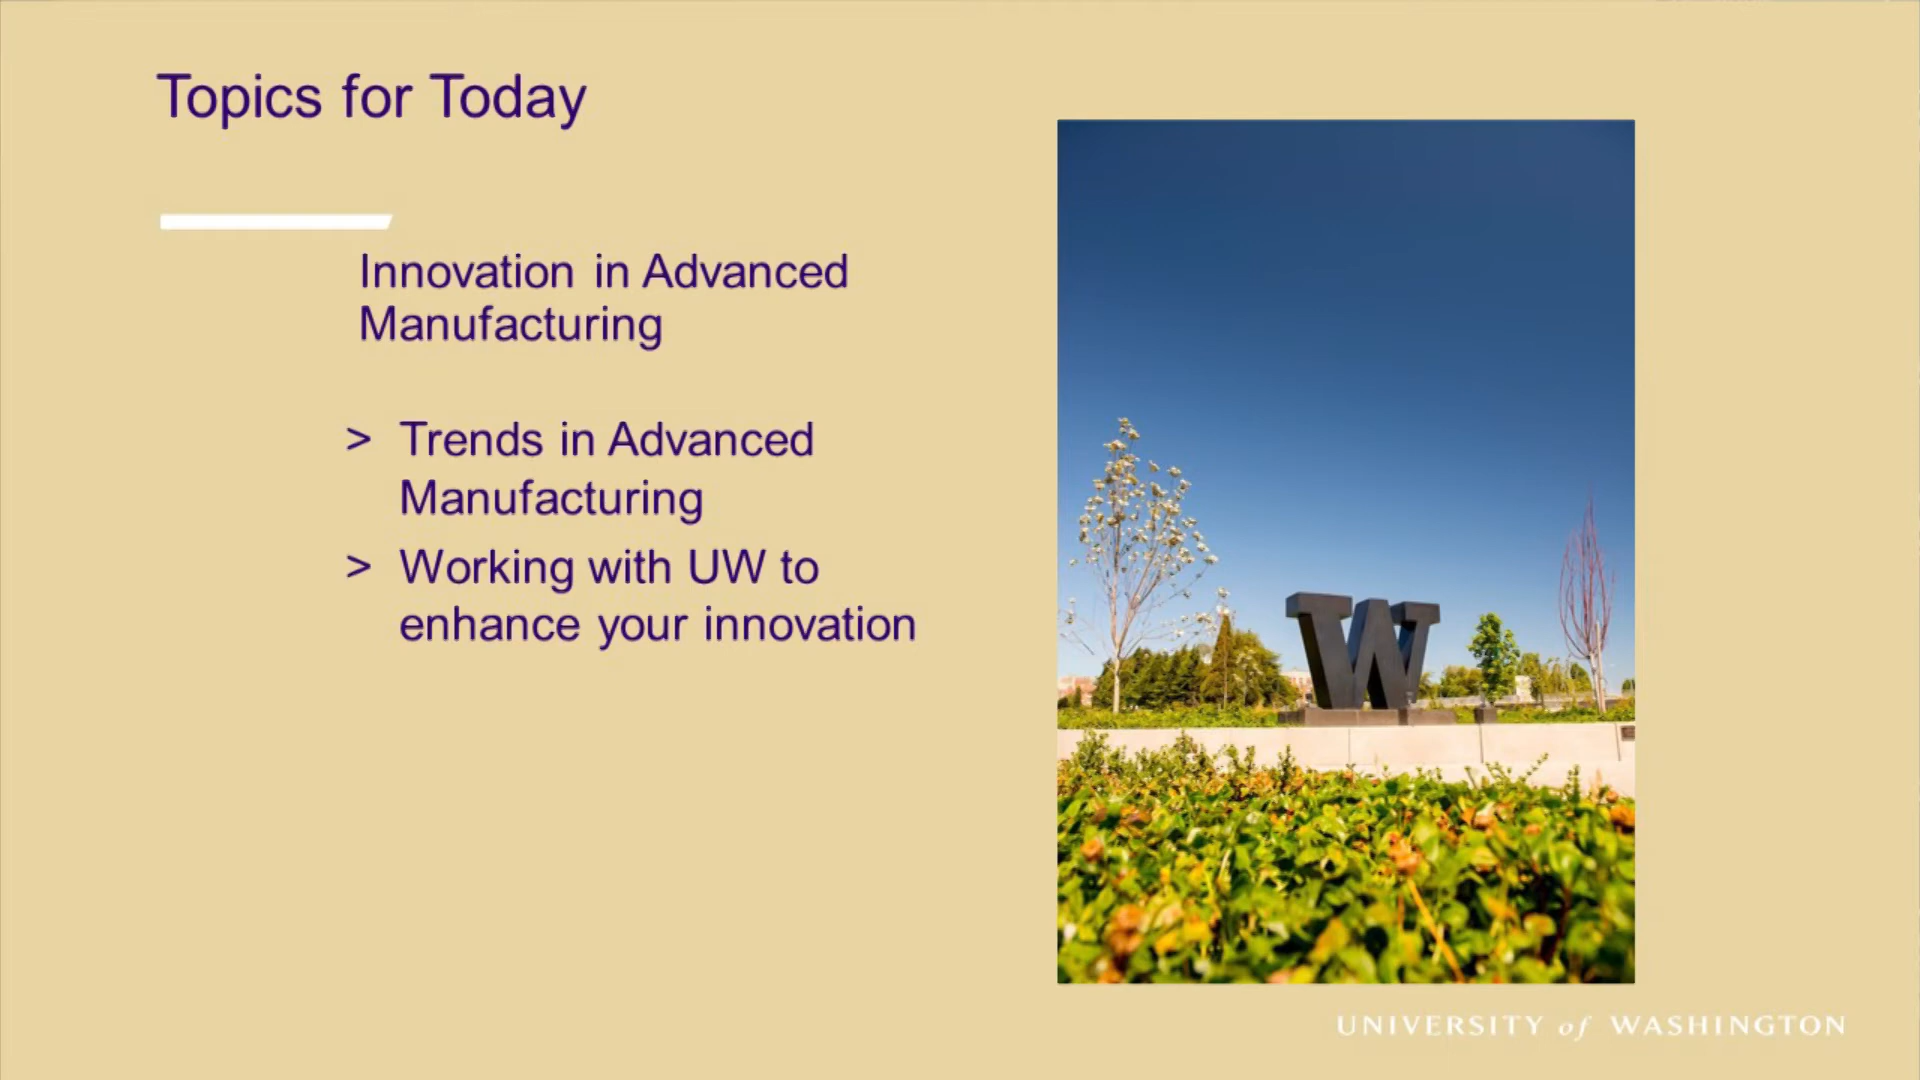 Topics for Today
Innovation in Advanced
Manufacturing
> Trends in Advanced
Manufacturing
> Working with UW to
enhance your innovation
W
UNIVERSITY of WASHINGTON